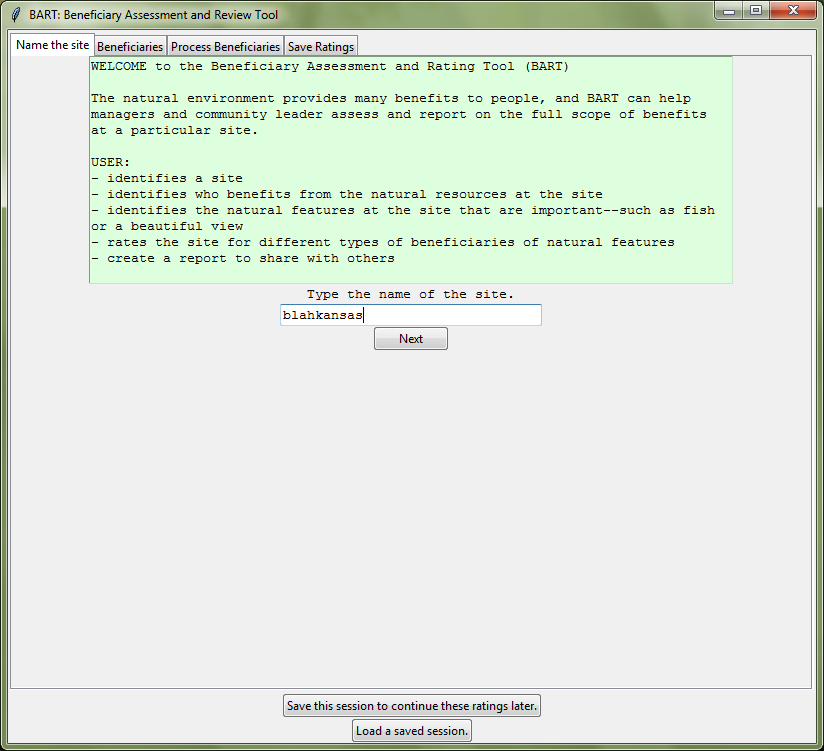 BART: Beneficiary Assessment and Review Tool
Name the site Beneficiaries Process Beneficiaries Save Ratings
WELCOME to the Beneficiary Assessment and Rating Tool (BART)
The natural environment provides many benefits to people, and BART can help
managers and community leader assess and report on the full scope of benefits
at a particular site.
USER:
- identifies a site
- identifies who benefits from the natural resources at the site
- identifies the natural features at the site that are important--such as fish
or a beautiful view
- rates the site for different types of beneficiaries of natural features
- create a report to share with others
Type the name of the site.
blahkansas
Next
Save this session to continue these ratings later.
Load a saved session.